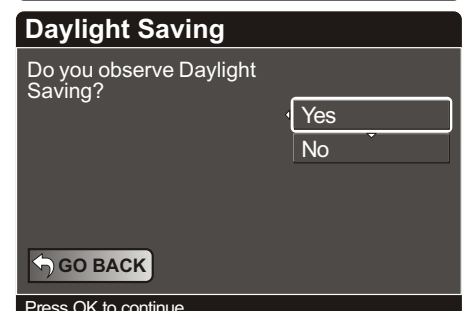 Daylight Saving
Do you observe Daylight
Saving?
Yes
No
GO BACK
Press OK to continue